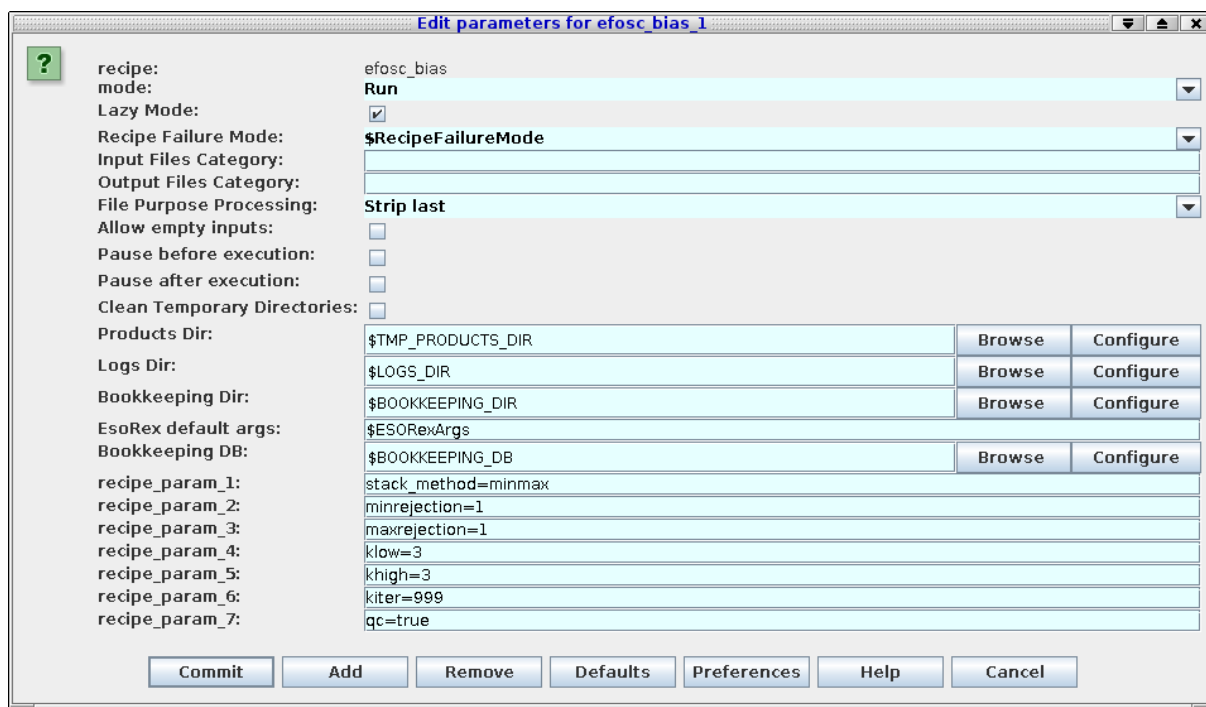 Edit parameters for efosc_bias_1
?
recipe: efosc_bias
mode: Run
Lazy Mode:
Recipe Failure Mode: $RecipeFailureMode
Input Files Category:
Output Files Category:
File Purpose Processing: Strip last
Allow empty inputs:
Pause before execution:
Pause after execution:
Clean Temporary Directories:
Products Dir: $TMP_PRODUCTS_DIR Browse Configure
Logs Dir: $LOGS_DIR Browse Configure
Bookkeeping Dir: $BOOKKEEPING_DIR Browse Configure
EsoRex default args: $ESORexArgs
Bookkeeping DB: $BOOKKEEPING_DB Browse Configure
recipe_param_1: stack_method=minmax
recipe_param_2: minrejection=1
recipe_param_3: maxrejection=1
recipe_param_4: klow=3
recipe_param_5: khigh=3
recipe_param_6: kiter=999
recipe_param_7: qc=true
Commit Add Remove Defaults Preferences Help Cancel